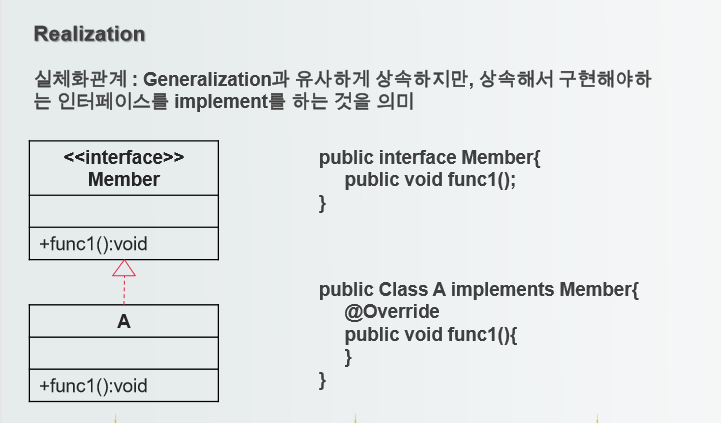 Realization
실체화관계 : Generalization과 유사하게 상속하지만, 상속해서 구현해야하
는 인터페이스를 implement를 하는 것을 의미
<<interface>>
Member
+func1():void
A
+func1():void
public interface Member{
public void func1();
}
public Class A implements Member{
@Override
public void func1(){
}
}